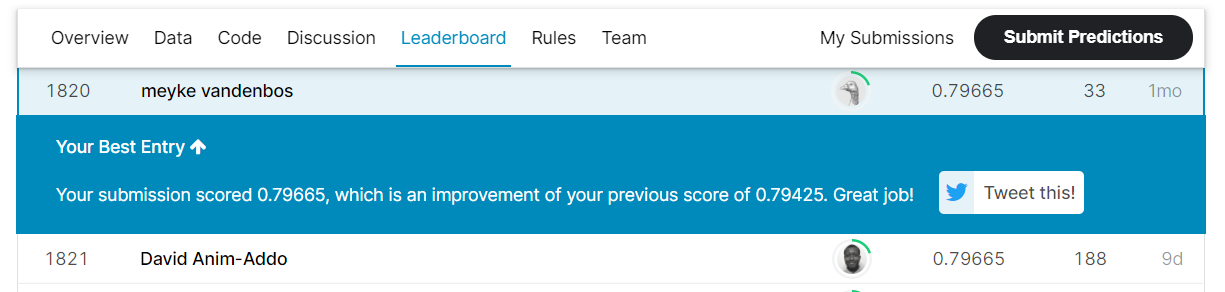 Overview Data Code Discussion Leaderboard Rules Team My Submissions Submit Predictions
1820 meyke vandenbos 0.79665 33 1mo
Your Best Entry
Your submission scored 0.79665, which is an improvement of your previous score of 0.79425. Great job! Tweet this!
1821 David Anim-Addo 0.79665 188 9d